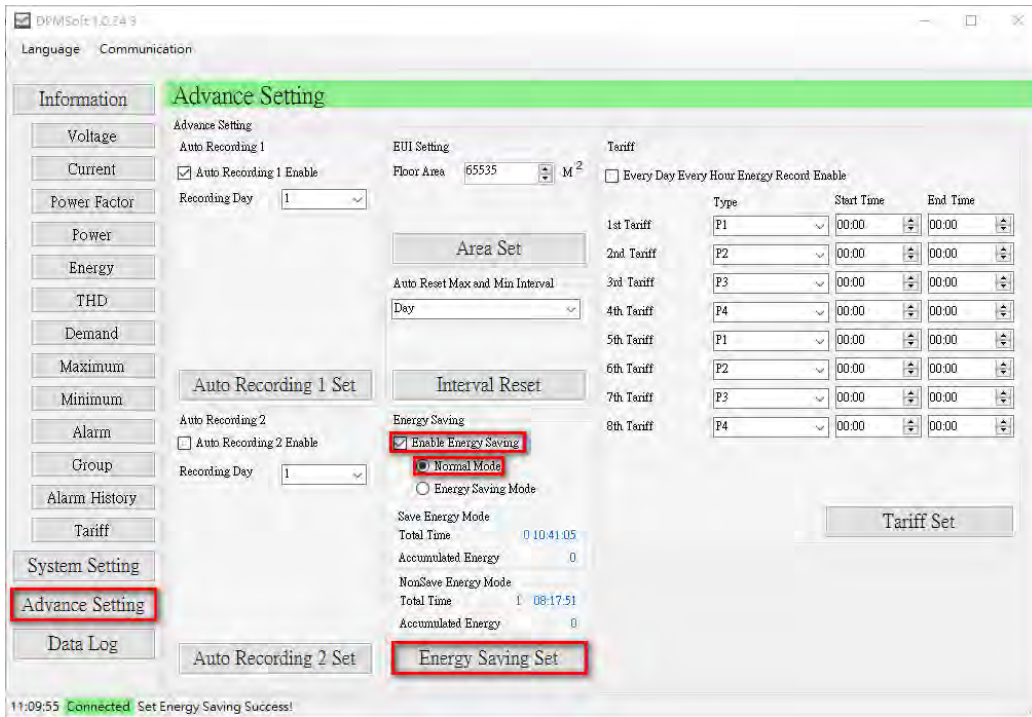 DPMSoft 1.0.24.9
Language Communication
Information
Voltage
Current
Power Factor
Power
Energy
THD
Demand
Maximum
Minimum
Alarm
Group
Alarm History
Tariff
System Setting
Advance Setting
Data Log
Advance Setting
Advance Setting
Auto Recording 1
Auto Recording 1 Enable
Recording Day 1
Auto Recording 1 Set
Auto Recording 2
Auto Recording 2 Enable
Recording Day 1
Auto Recording 2 Set
EUI Setting
Floor Area 65535 M2
Area Set
Auto Reset Max and Min Interval
Day
Interval Reset
Energy Saving
Enable Energy Saving
Normal Mode
Energy Saving Mode
Save Energy Mode
Total Time 0 10:41:05
Accumulated Energy 0
NonSave Energy Mode
Total Time 1 08:17:51
Accumulated Energy 0
Energy Saving Set
Tariff
Every Day Every Hour Energy Record Enable
Type Start Time End Time
1st Tariff P1 00:00 00:00
2nd Tariff P2 00:00 00:00
3rd Tariff P3 00:00 00:00
4th Tariff P4 00:00 00:00
5th Tariff P1 00:00 00:00
6th Tariff P2 00:00 00:00
7th Tariff P3 00:00 00:00
8th Tariff P4 00:00 00:00
Tariff Set
11:09:55 Connected Set Energy Saving Success!